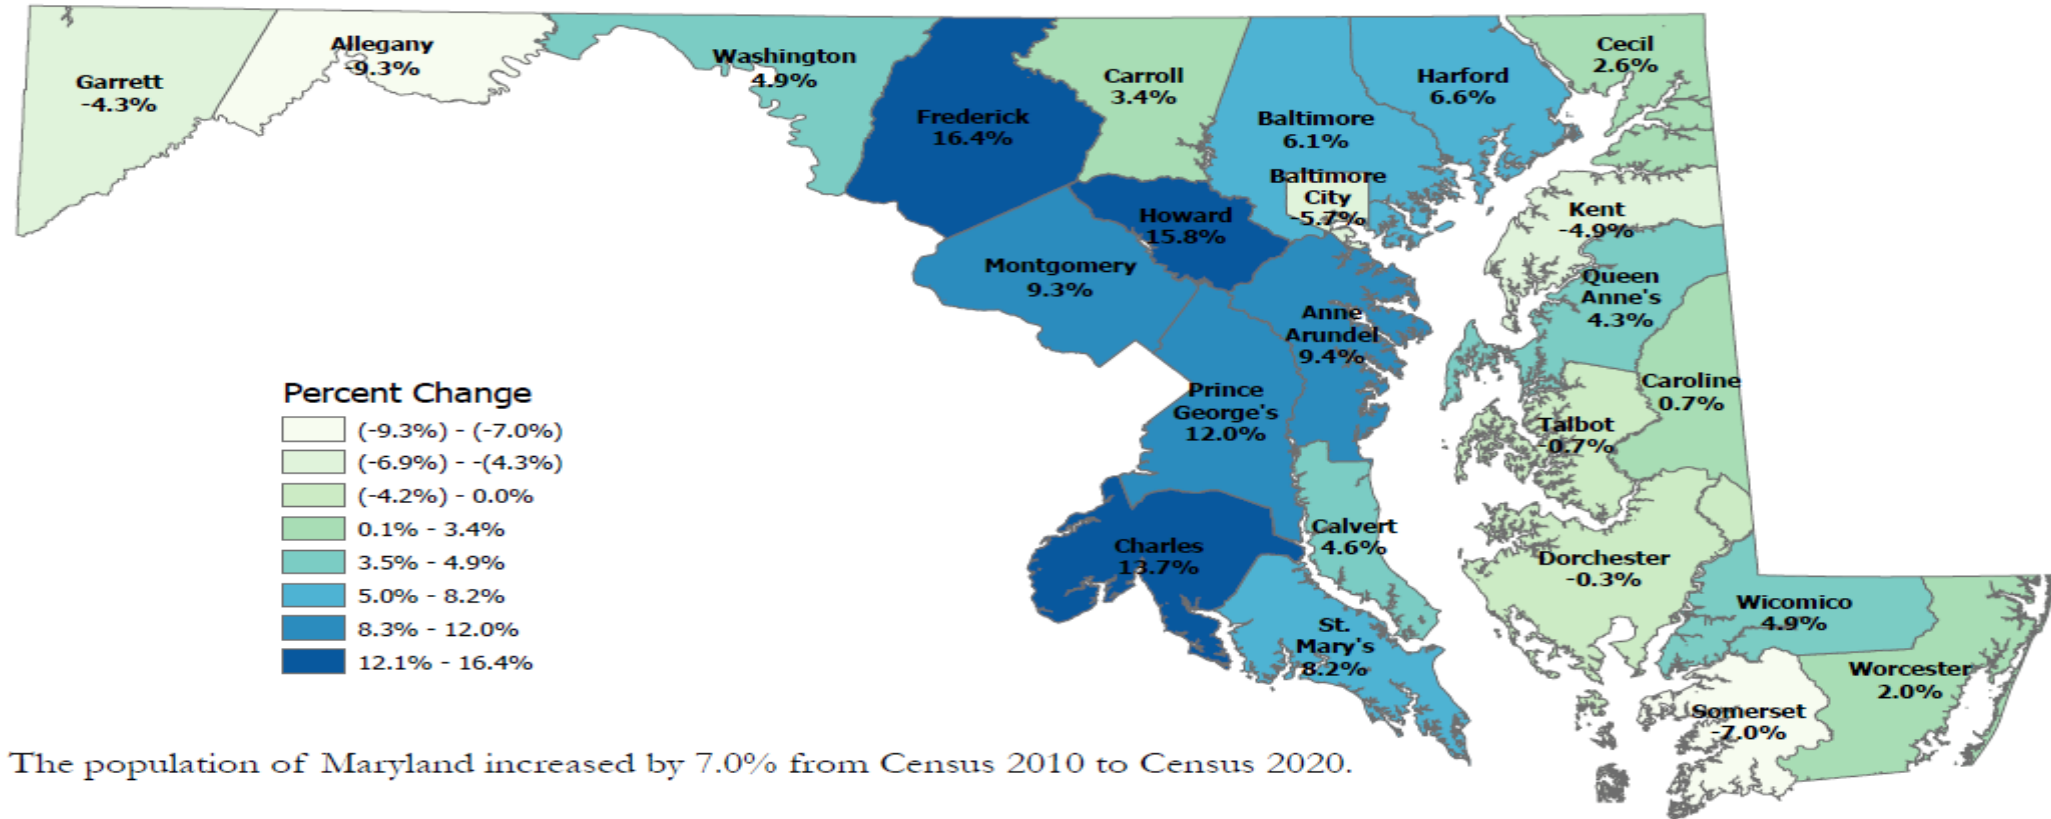 Garrett
-4.3%
Allegany
-9.3%
Washington
4.9%
Frederick
16.4%
Carroll
3.4%
Baltimore
6.1%
Harford
6.6%
Cecil
2.6%
Baltimore
City
-5.7%
Howard
15.8%
Kent
-4.9%
Montgomery
9.3%
Queen
Anne's
4.3%
Anne
Arundel
9.4%
Prince
George's
12.0%
Caroline
0.7%
Talbot
-0.7%
Calvert
4.6%
Charles
13.7%
Dorchester
-0.3%
Wicomico
4.9%
St.
Mary's
8.2%
Worcester
2.0%
Somerset
-7.0%
Percent Change
(-9.3%) - (-7.0%)
(-6.9%) - -(4.3%)
(-4.2%) - 0.0%
0.1% - 3.4%
3.5% - 4.9%
5.0% - 8.2%
8.3% - 12.0%
12.1% - 16.4%
The population of Maryland increased by 7.0% from Census 2010 to Census 2020.